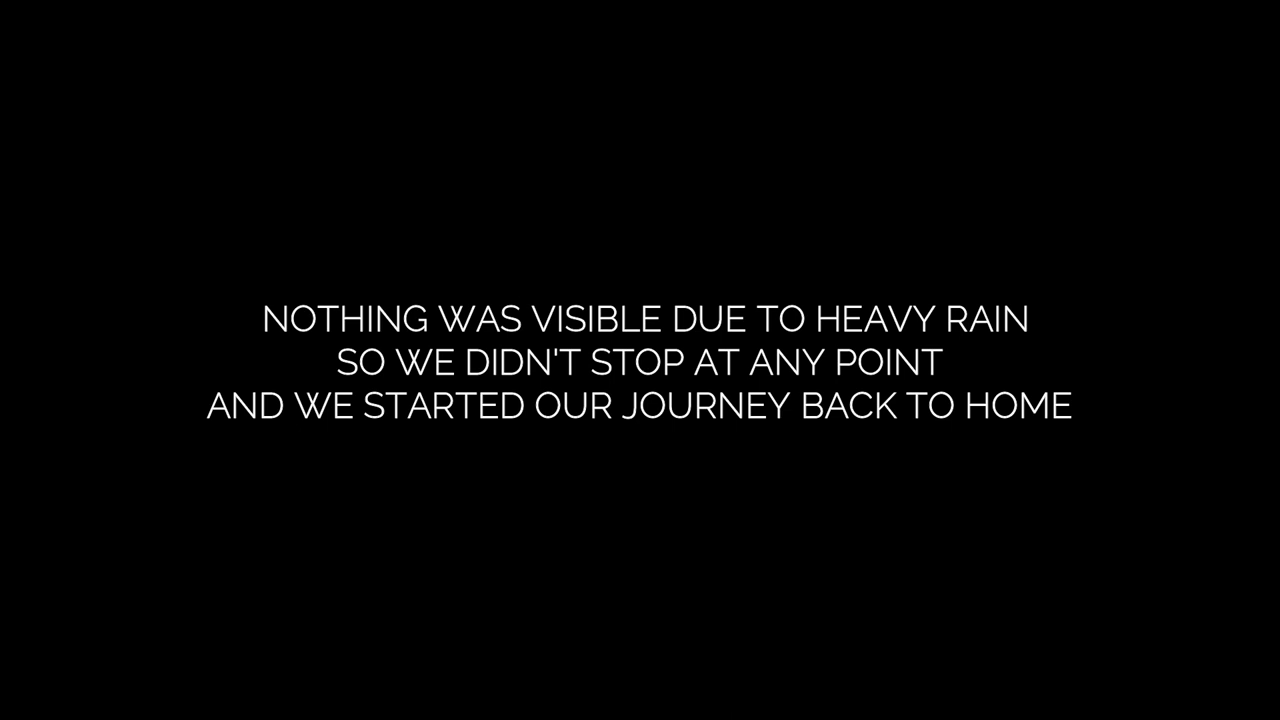 NOTHING WAS VISIBLE DUE TO HEAVY RAIN
SO WE DIDN'T STOP AT ANY POINT
AND WE STARTED OUR JOURNEY BACK TO HOME